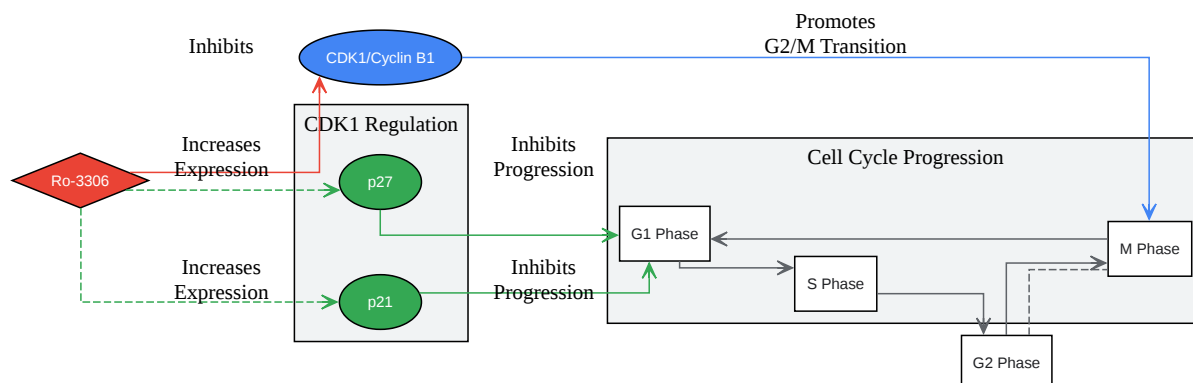 Promotes
G2/M Transition
Inhibits
CDK1/Cyclin B1
CDK1 Regulation
Increases
Expression
Inhibits
Progression
Cell Cycle Progression
Ro-3306
p27
G1 Phase
M Phase
Increases
Expression
Inhibits
Progression
S Phase
p21
G2 Phase